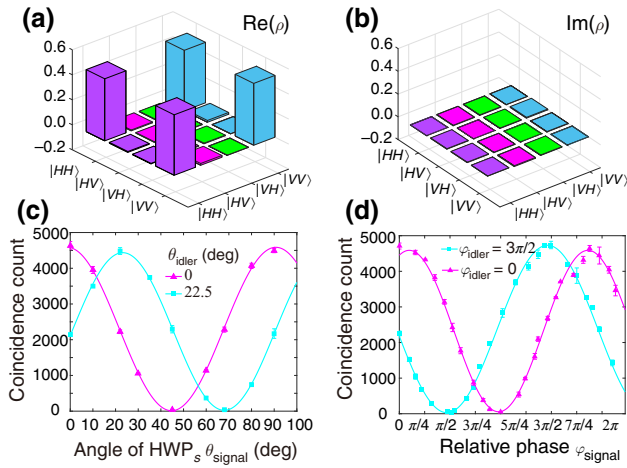 (a) Re(ρ)
0.6
0.4
0.2
0.0
−0.2
|HH⟩
|HV⟩
|VH⟩
|VV⟩
|HH⟩
|HV⟩
|VH⟩
|VV⟩
(b) Im(ρ)
0.6
0.4
0.2
0.0
−0.2
|HH⟩
|HV⟩
|VH⟩
|VV⟩
|HH⟩
|HV⟩
|VH⟩
|VV⟩
(c)
Coincidence count
5000
4000
3000
2000
1000
0
θidler (deg)
0
22.5
0 10 20 30 40 50 60 70 80 90 100
Angle of HWPs θsignal (deg)
(d)
Coincidence count
5000
4000
3000
2000
1000
0
φidler = 3π/2
φidler = 0
0 π/4 π/2 3π/4 5π/4 3π/2 7π/4 2π
Relative phase φsignal